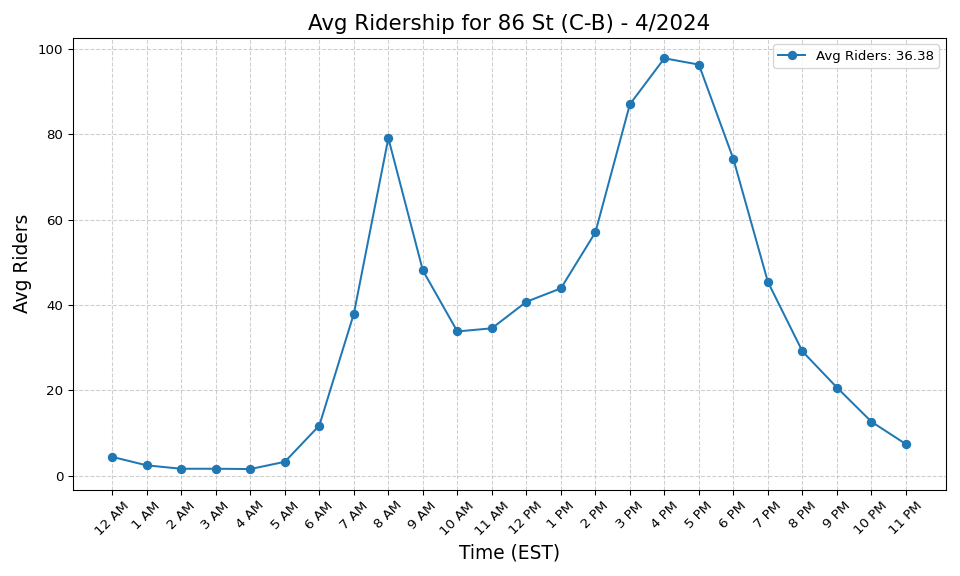 Avg Ridership for 86 St (C-B) - 4/2024
Avg Riders: 36.38
Avg Riders
100
80
60
40
20
0
12 AM
1 AM
2 AM
3 AM
4 AM
5 AM
6 AM
7 AM
8 AM
9 AM
10 AM
11 AM
12 PM
1 PM
2 PM
3 PM
4 PM
5 PM
6 PM
7 PM
8 PM
9 PM
10 PM
11 PM
Time (EST)